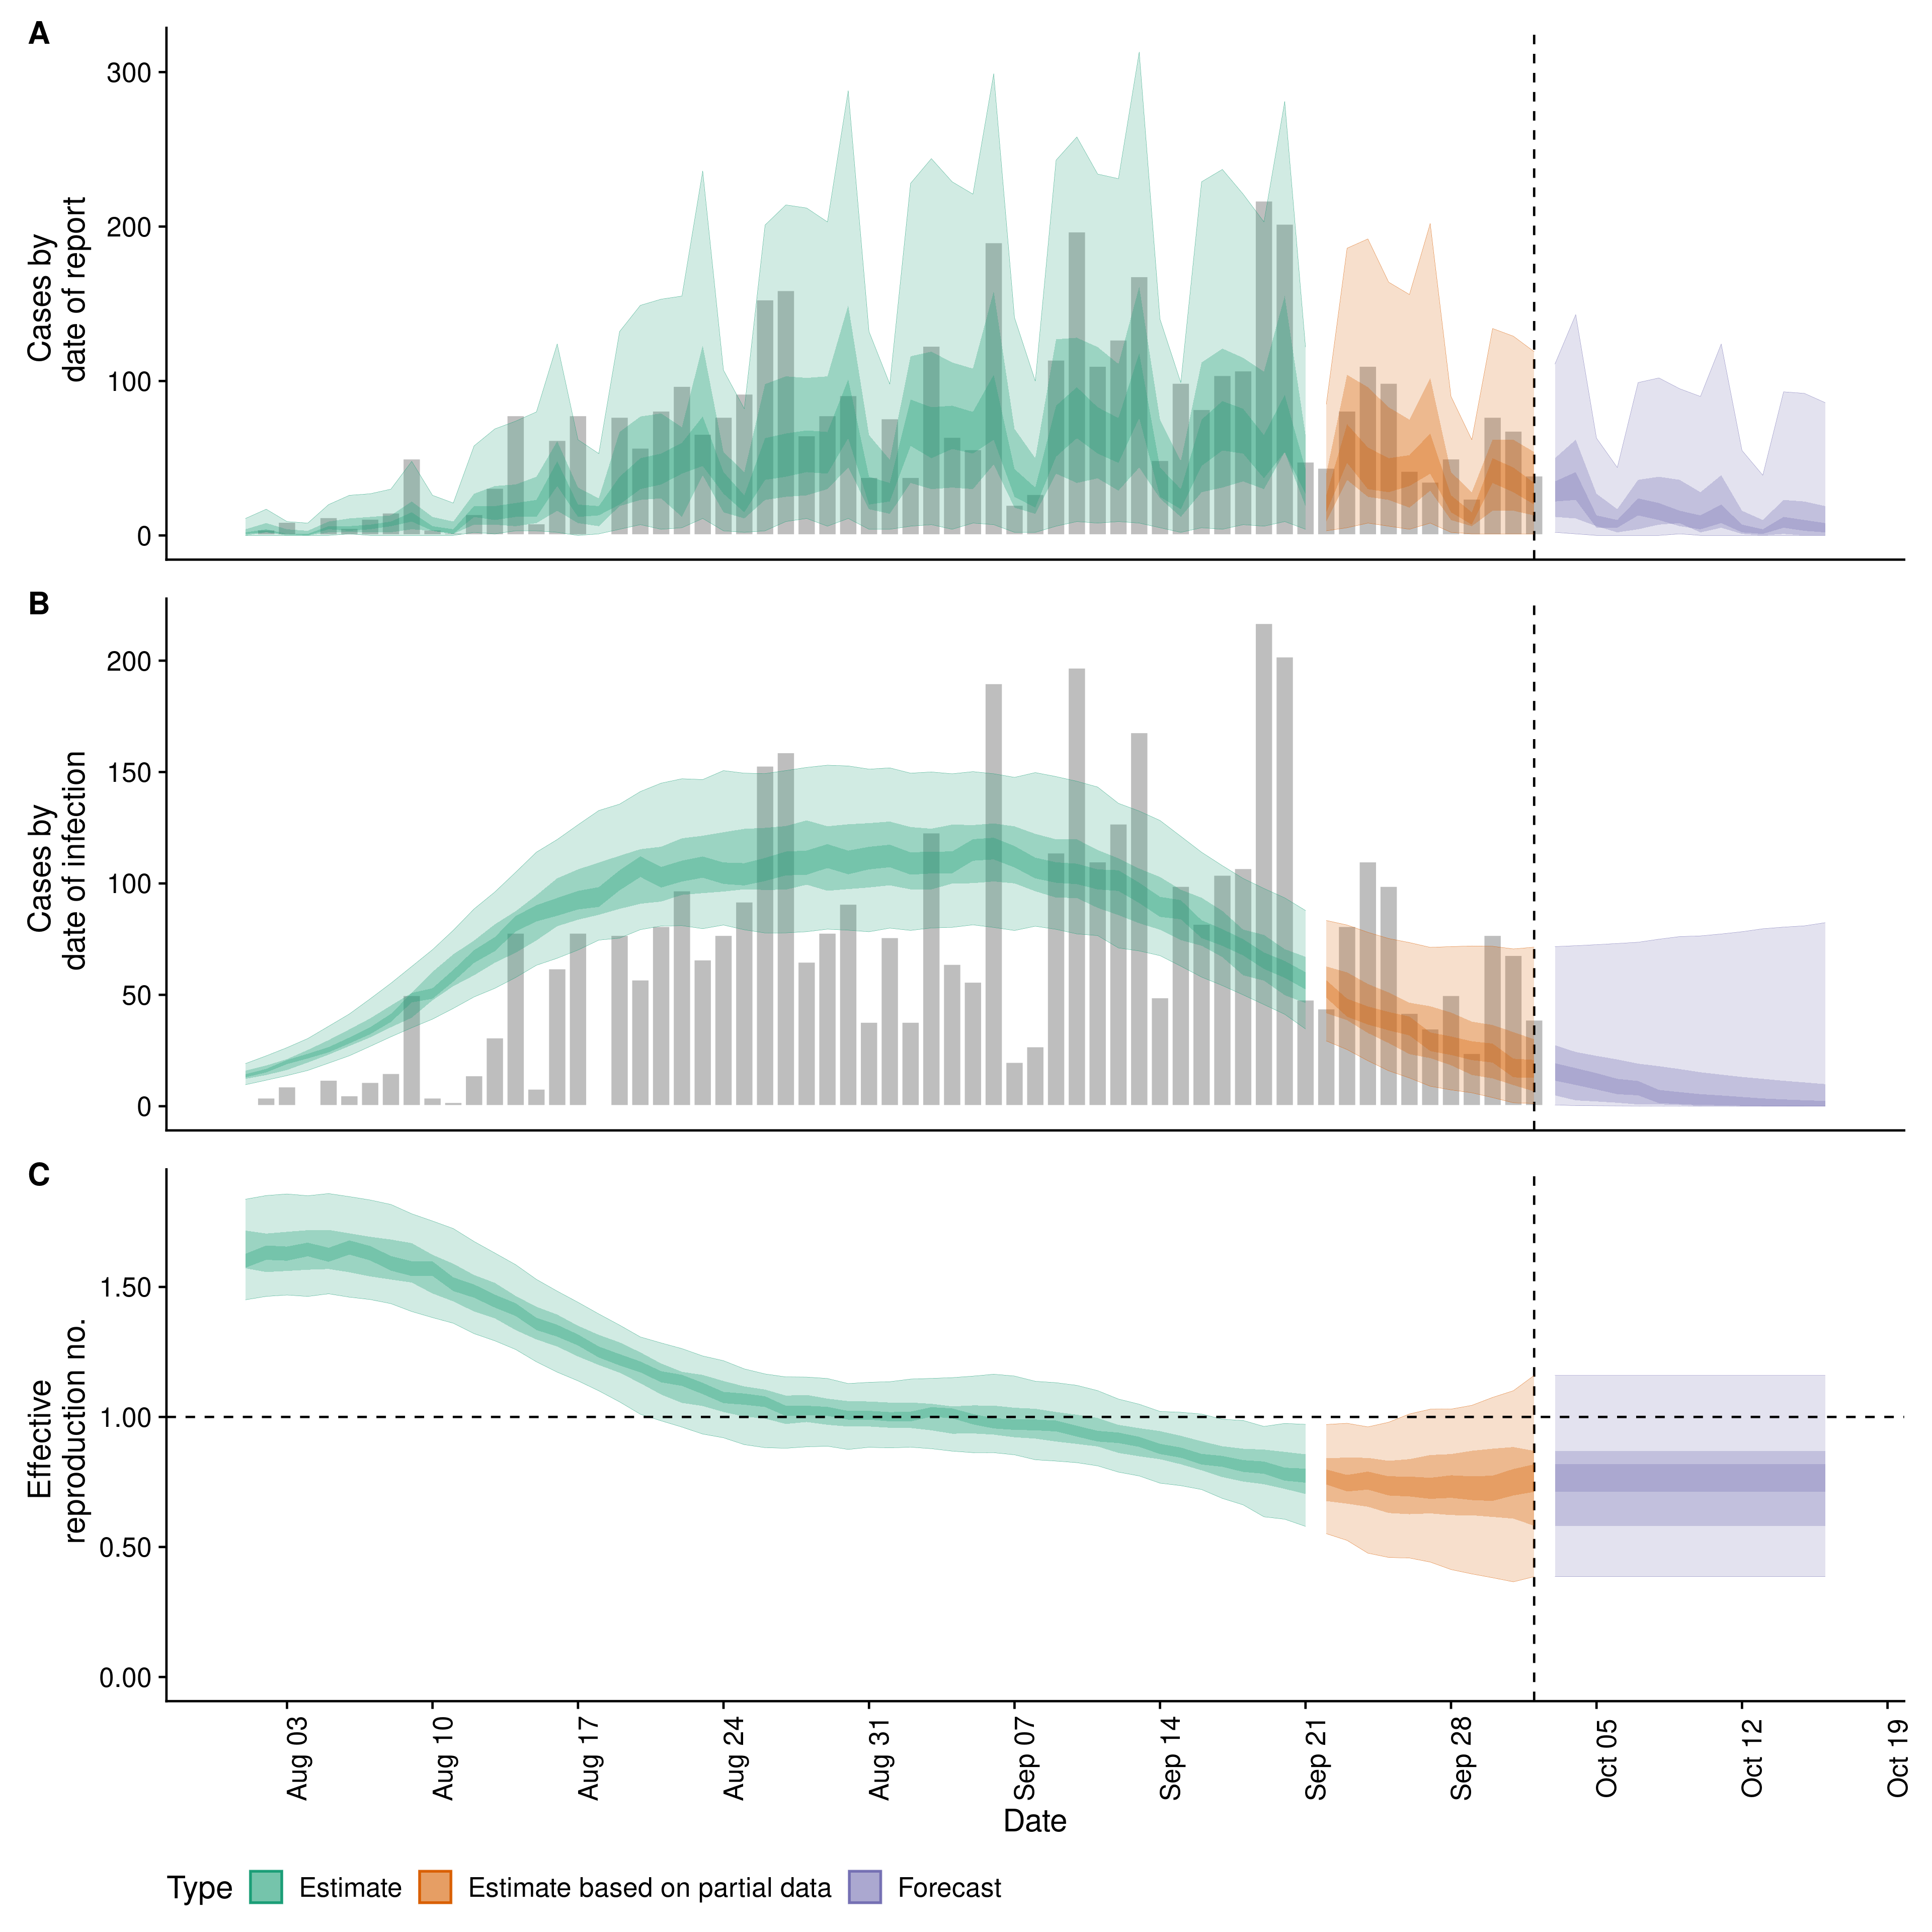 A
300
200
100
0
Cases by
date of report
B
200
150
100
50
0
Cases by
date of infection
C
1.50
1.00
0.50
0.00
Effective
reproduction no.
Aug 03
Aug 10
Aug 17
Aug 24
Aug 31
Sep 07
Sep 14
Sep 21
Sep 28
Oct 05
Oct 12
Oct 19
Date
Type Estimate Estimate based on partial data Forecast